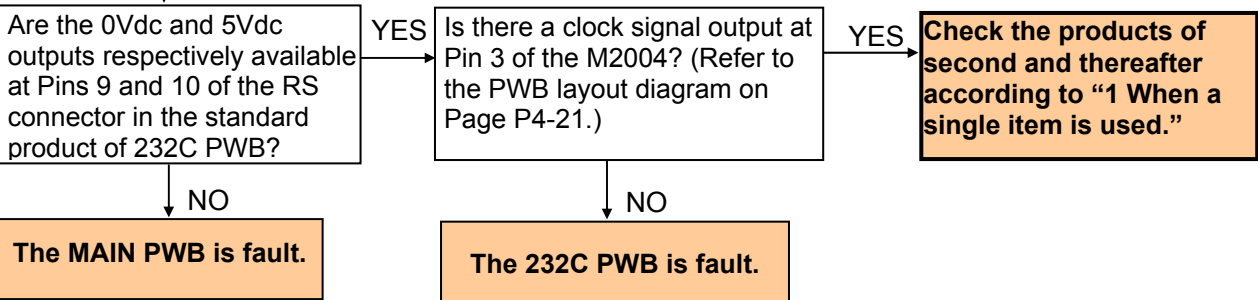 Are the 0Vdc and 5Vdc
outputs respectively available
at Pins 9 and 10 of the RS
connector in the standard
product of 232C PWB?
YES
Is there a clock signal output at
Pin 3 of the M2004? (Refer to
the PWB layout diagram on
Page P4-21.)
YES
Check the products of
second and thereafter
according to “1 When a
single item is used.”
NO
The MAIN PWB is fault.
NO
The 232C PWB is fault.